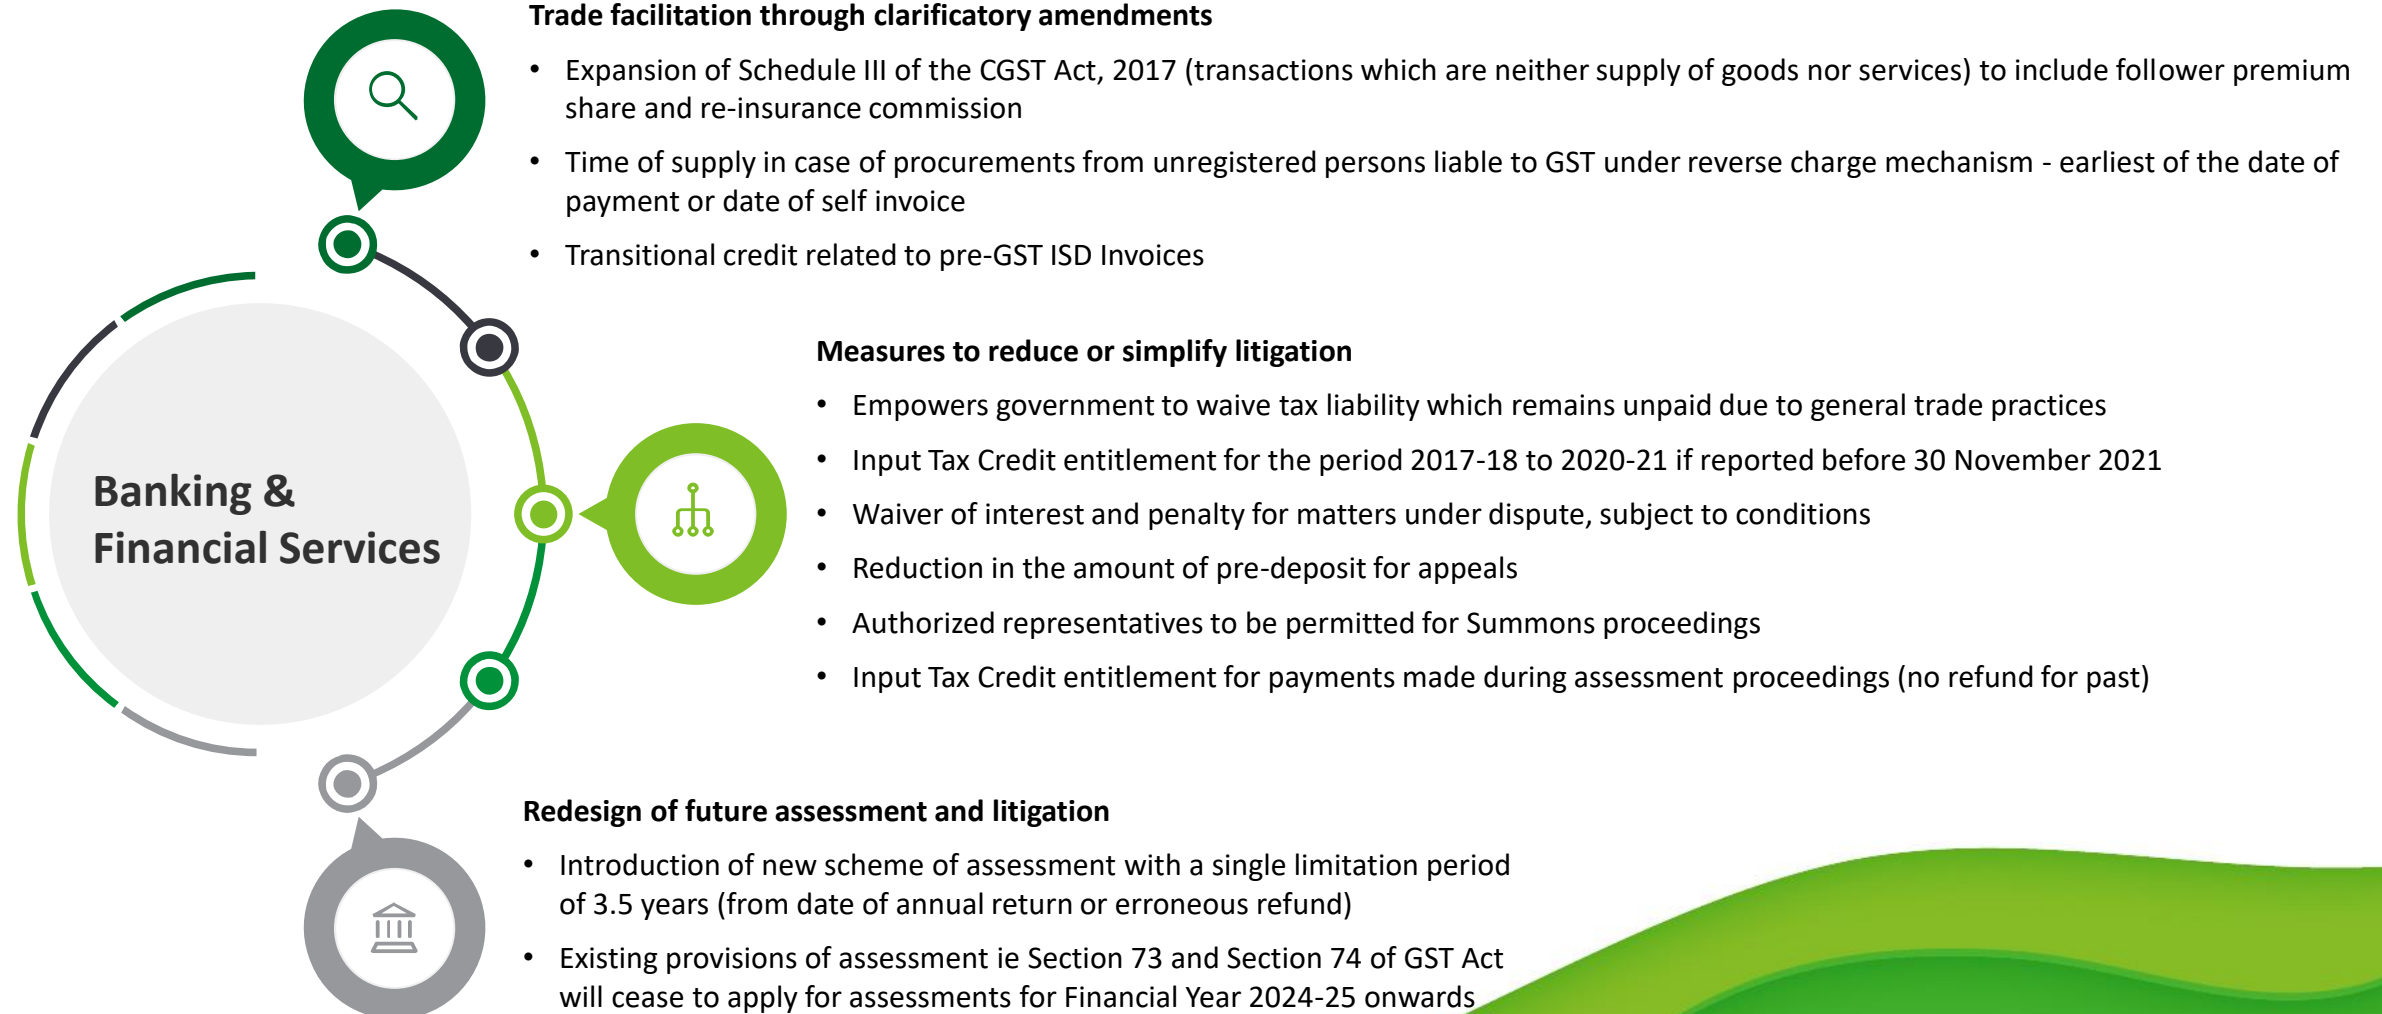 Trade facilitation through clarificatory amendments
• Expansion of Schedule III of the CGST Act, 2017 (transactions which are neither supply of goods nor services) to include follower premium
share and re-insurance commission
• Time of supply in case of procurements from unregistered persons liable to GST under reverse charge mechanism - earliest of the date of
payment or date of self invoice
• Transitional credit related to pre-GST ISD Invoices
Banking &
Financial Services
Measures to reduce or simplify litigation
• Empowers government to waive tax liability which remains unpaid due to general trade practices
• Input Tax Credit entitlement for the period 2017-18 to 2020-21 if reported before 30 November 2021
• Waiver of interest and penalty for matters under dispute, subject to conditions
• Reduction in the amount of pre-deposit for appeals
• Authorized representatives to be permitted for Summons proceedings
• Input Tax Credit entitlement for payments made during assessment proceedings (no refund for past)
Redesign of future assessment and litigation
• Introduction of new scheme of assessment with a single limitation period
of 3.5 years (from date of annual return or erroneous refund)
• Existing provisions of assessment ie Section 73 and Section 74 of GST Act
will cease to apply for assessments for Financial Year 2024-25 onwards